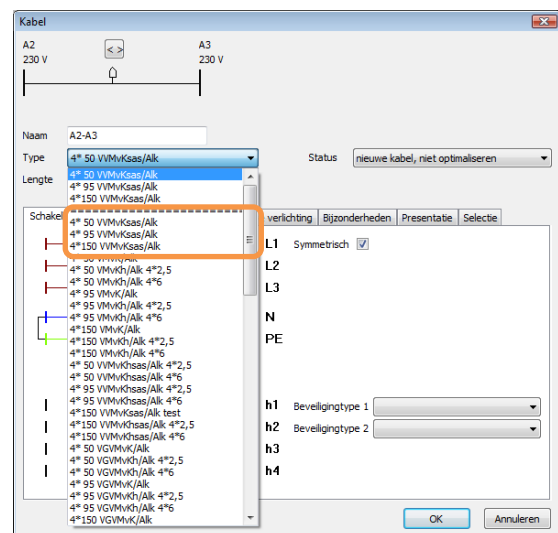 Kabel
A2 <> A3
230 V 230 V
Naam A2-A3
Type 4* 50 VVMvKsas/Alk Status nieuwe kabel, niet optimaliseren
Lengte
4* 50 VVMvKsas/Alk
4* 95 VVMvKsas/Alk
4*150 VVMvKsas/Alk
Schakel verlichting Bijzonderheden Presentatie Selectie
4* 50 VVMvKsas/Alk
4* 95 VVMvKsas/Alk
4*150 VVMvKsas/Alk
4* 50 VMvK/Alk
4* 50 VMvKh/Alk 4*2,5
4* 50 VMvKh/Alk 4*6
4* 95 VMvK/Alk
4* 95 VMvKh/Alk 4*2,5
4* 95 VMvKh/Alk 4*6
4*150 VMvK/Alk
4*150 VMvKh/Alk 4*2,5
4*150 VMvKh/Alk 4*6
4* 50 VVMvKhsas/Alk 4*2,5
4* 50 VVMvKhsas/Alk 4*6
4* 95 VVMvKhsas/Alk 4*2,5
4* 95 VVMvKhsas/Alk 4*6
4*150 VVMvKsas/Alk test
4*150 VVMvKhsas/Alk 4*2,5
4*150 VVMvKhsas/Alk 4*6
4* 50 VGVMvK/Alk
4* 50 VGVMvKh/Alk 4*2,5
4* 50 VGVMvKh/Alk 4*6
4* 95 VGVMvK/Alk
4* 95 VGVMvKh/Alk 4*2,5
4* 95 VGVMvKh/Alk 4*6
4*150 VGVMvK/Alk
L1 Symmetrisch
L2
L3
N
PE
h1 Beveiligingtype 1
h2 Beveiligingtype 2
h3
h4
OK Annuleren